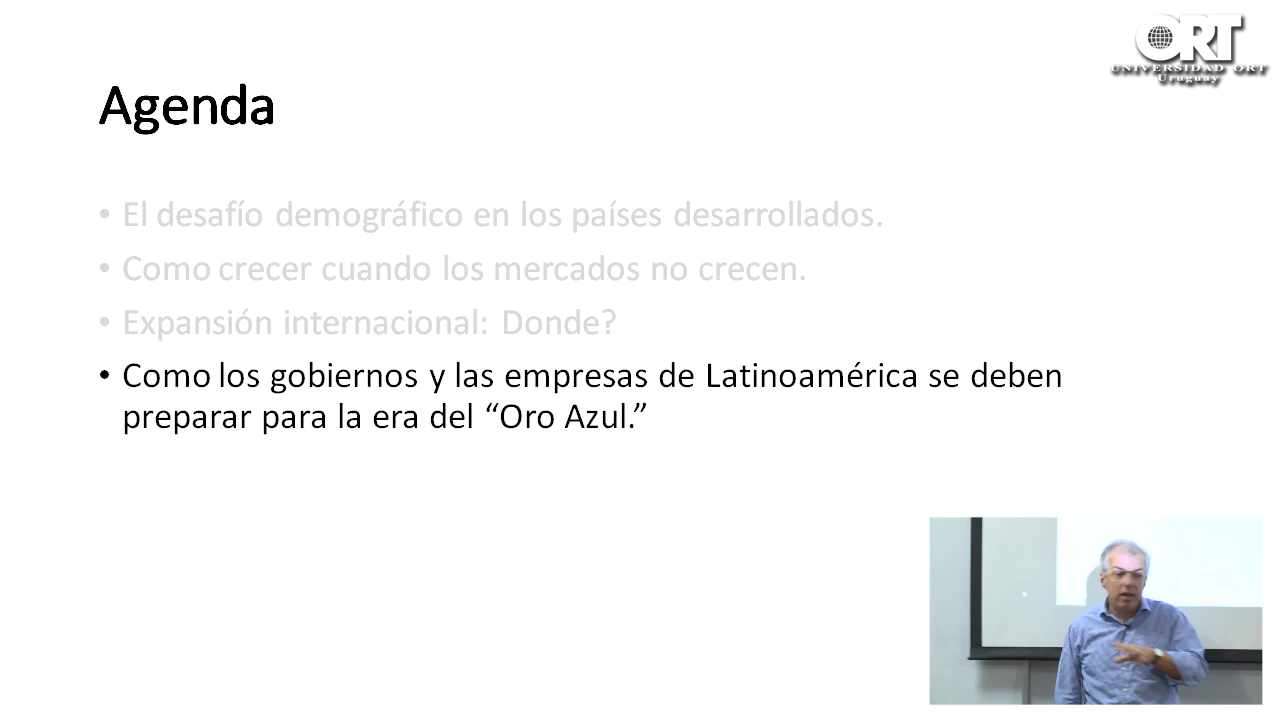 ORT
UNIVERSIDAD ORT
Uruguay
Agenda
• El desafío demográfico en los países desarrollados.
• Como crecer cuando los mercados no crecen.
• Expansión internacional: Donde?
• Como los gobiernos y las empresas de Latinoamérica se deben
preparar para la era del “Oro Azul.”